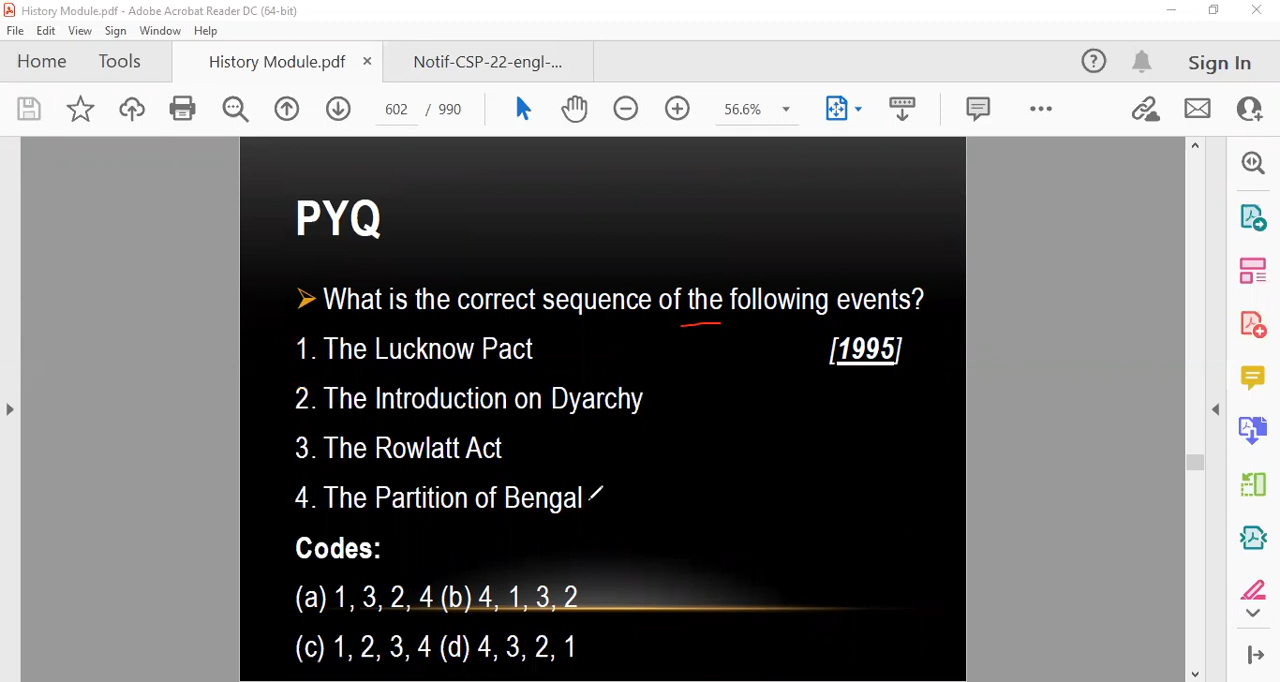 History Module.pdf - Adobe Acrobat Reader DC (64-bit)
File Edit View Sign Window Help
Home Tools History Module.pdf × Notif-CSP-22-engl-... Sign In
602 / 990 56.6%
PYQ
What is the correct sequence of the following events?
1. The Lucknow Pact [1995]
2. The Introduction on Dyarchy
3. The Rowlatt Act
4. The Partition of Bengal
Codes:
(a) 1, 3, 2, 4 (b) 4, 1, 3, 2
(c) 1, 2, 3, 4 (d) 4, 3, 2, 1